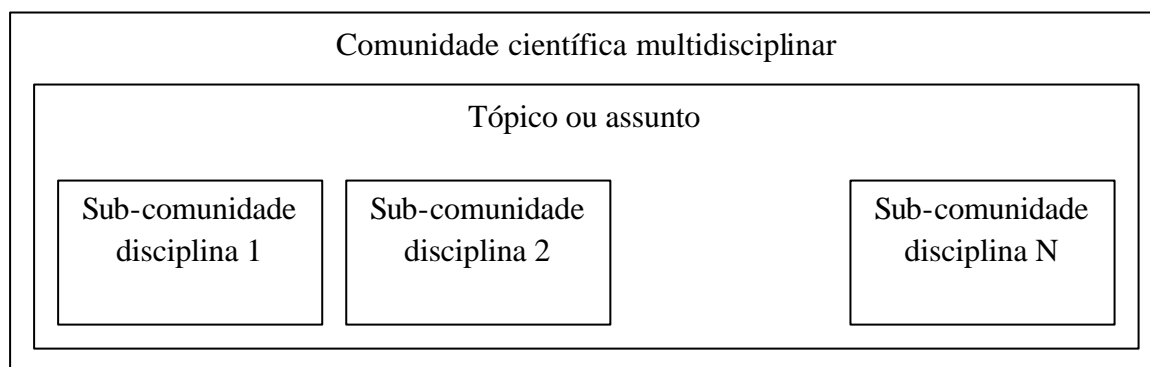 Comunidade científica multidisciplinar
Tópico ou assunto
Sub-comunidade
disciplina 1
Sub-comunidade
disciplina 2
Sub-comunidade
disciplina N